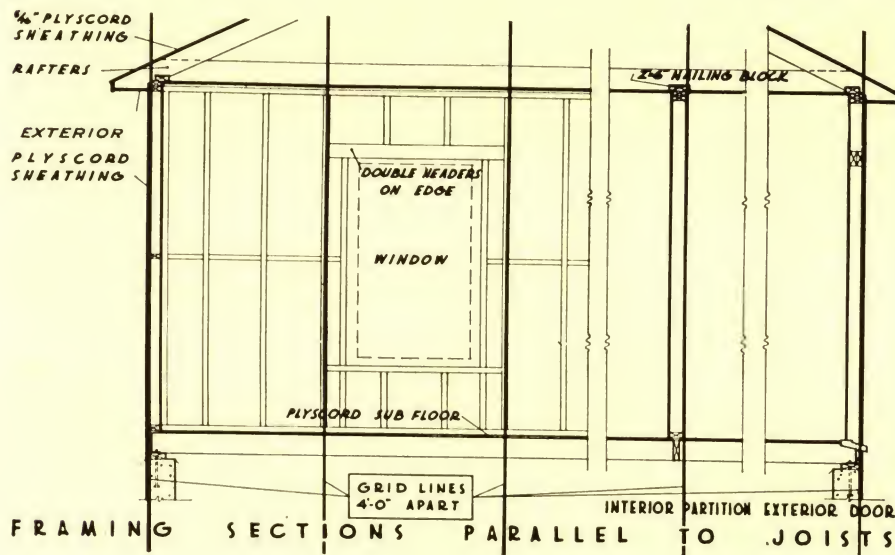 5/16" PLYSCORD
SHEATHING
RAFTERS
EXTERIOR
PLYSCORD
SHEATHING
2x6 NAILING BLOCK
DOUBLE HEADERS
ON EDGE
WINDOW
PLYSCORD SUB FLOOR
GRID LINES
4'-0" APART
INTERIOR PARTITION
EXTERIOR DOOR
FRAMING SECTIONS PARALLEL TO JOISTS